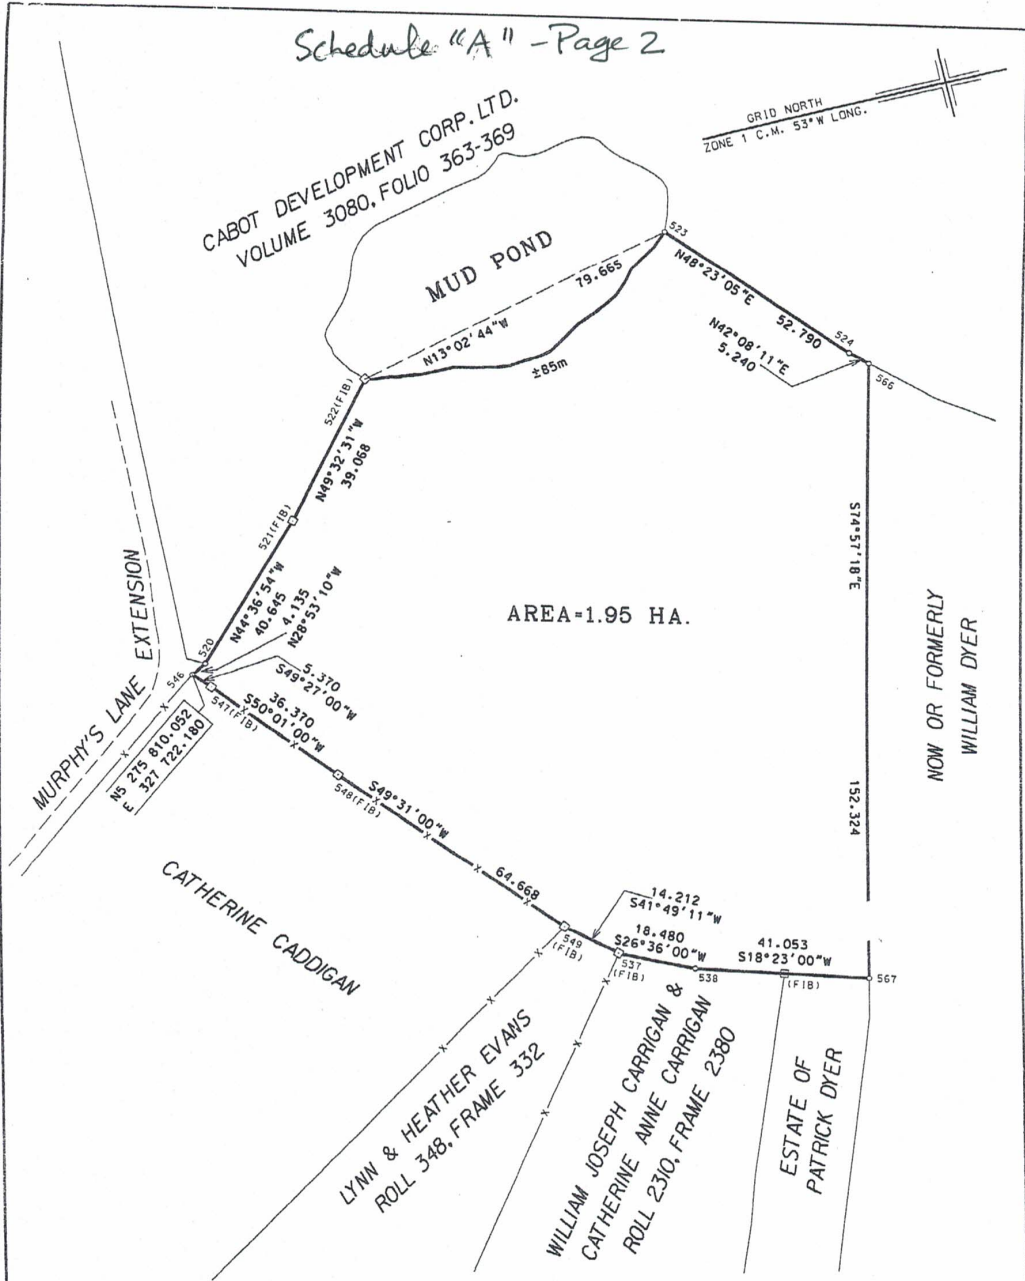 Schedule "A" - Page 2
GRID NORTH
ZONE 1 C.M. 53°W LONG.
CABOT DEVELOPMENT CORP. LTD.
VOLUME 3080, FOLIO 363-369
MUD POND
523
79.665
N13°02'44"W
±85m
N48°23'05"E
52.790
524
N42°08'11"E
5.240
566
522(FIB)
N49°32'31"W
39.068
521(FIB)
N44°36'54"W
40.645
4.135
N28°53'10"W
520
546
5.370
S49°27'00"W
547(FIB)
36.370
S50°01'00"W
N5 275 810.052
E 327 722.180
MURPHY'S LANE EXTENSION
AREA=1.95 HA.
S74°57'18"E
152.324
NOW OR FORMERLY
WILLIAM DYER
548(FIB)
S49°31'00"W
64.668
CATHERINE CADDIGAN
549
(FIB)
14.212
S41°49'11"W
537
(FIB)
18.480
S26°36'00"W
538
41.053
S18°23'00"W
(FIB)
567
LYNN & HEATHER EVANS
ROLL 348, FRAME 332
WILLIAM JOSEPH CARRIGAN &
CATHERINE ANNE CARRIGAN
ROLL 2310, FRAME 2380
ESTATE OF
PATRICK DYER